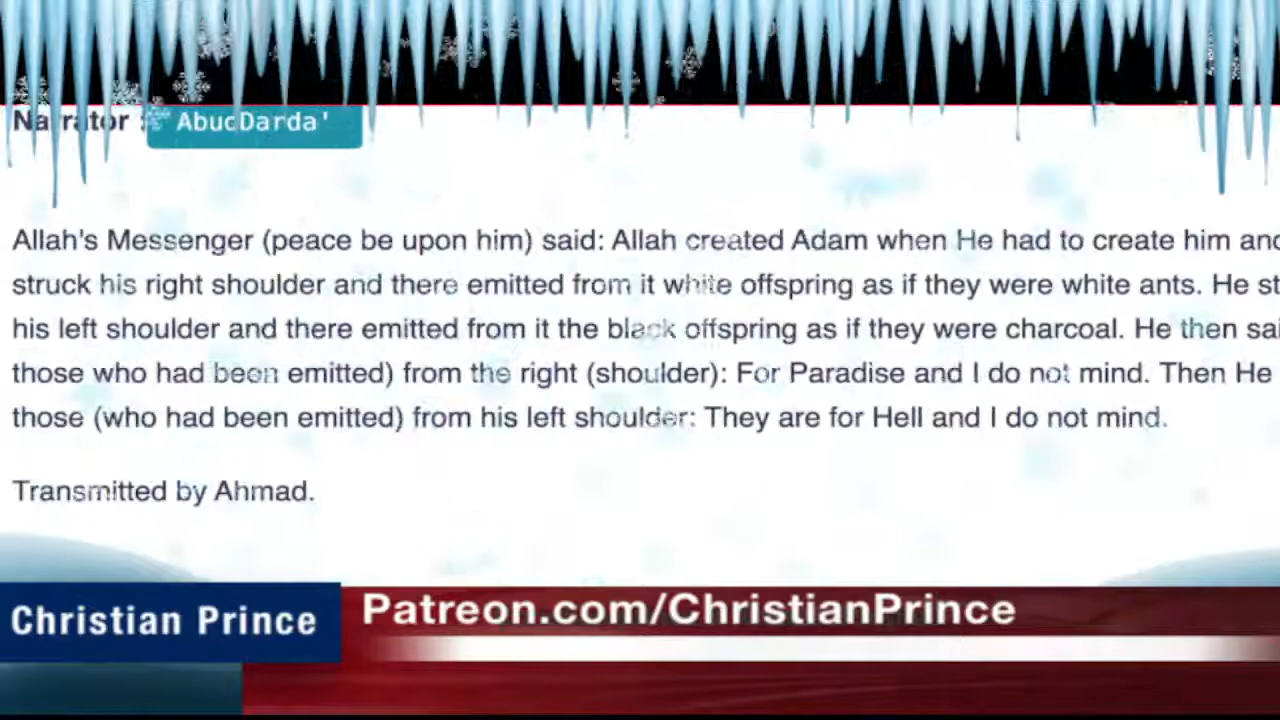 Narrator : AbudDarda'
Allah's Messenger (peace be upon him) said: Allah created Adam when He had to create him and
struck his right shoulder and there emitted from it white offspring as if they were white ants. He st
his left shoulder and there emitted from it the black offspring as if they were charcoal. He then sai
those who had been emitted) from the right (shoulder): For Paradise and I do not mind. Then He
those (who had been emitted) from his left shoulder: They are for Hell and I do not mind.
Transmitted by Ahmad.
Christian Prince
Patreon.com/ChristianPrince